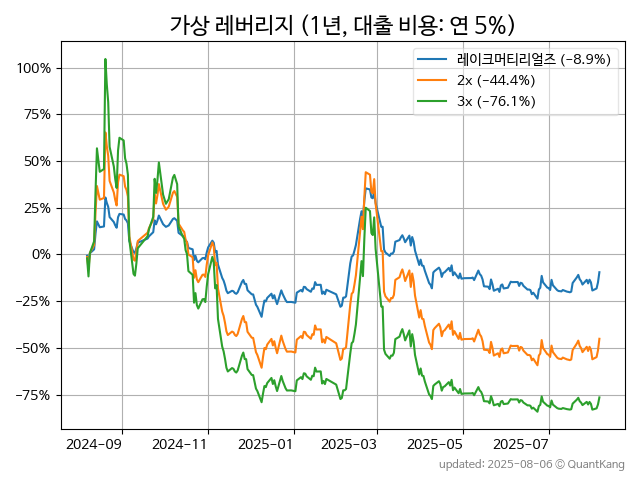 가상 레버리지 (1년, 대출 비용: 연 5%)
레이크머티리얼즈 (−8.9%)
2x (−44.4%)
3x (−76.1%)
100%
75%
50%
25%
0%
−25%
−50%
−75%
2024-09 2024-11 2025-01 2025-03 2025-05 2025-07
updated: 2025-08-06 © QuantKang